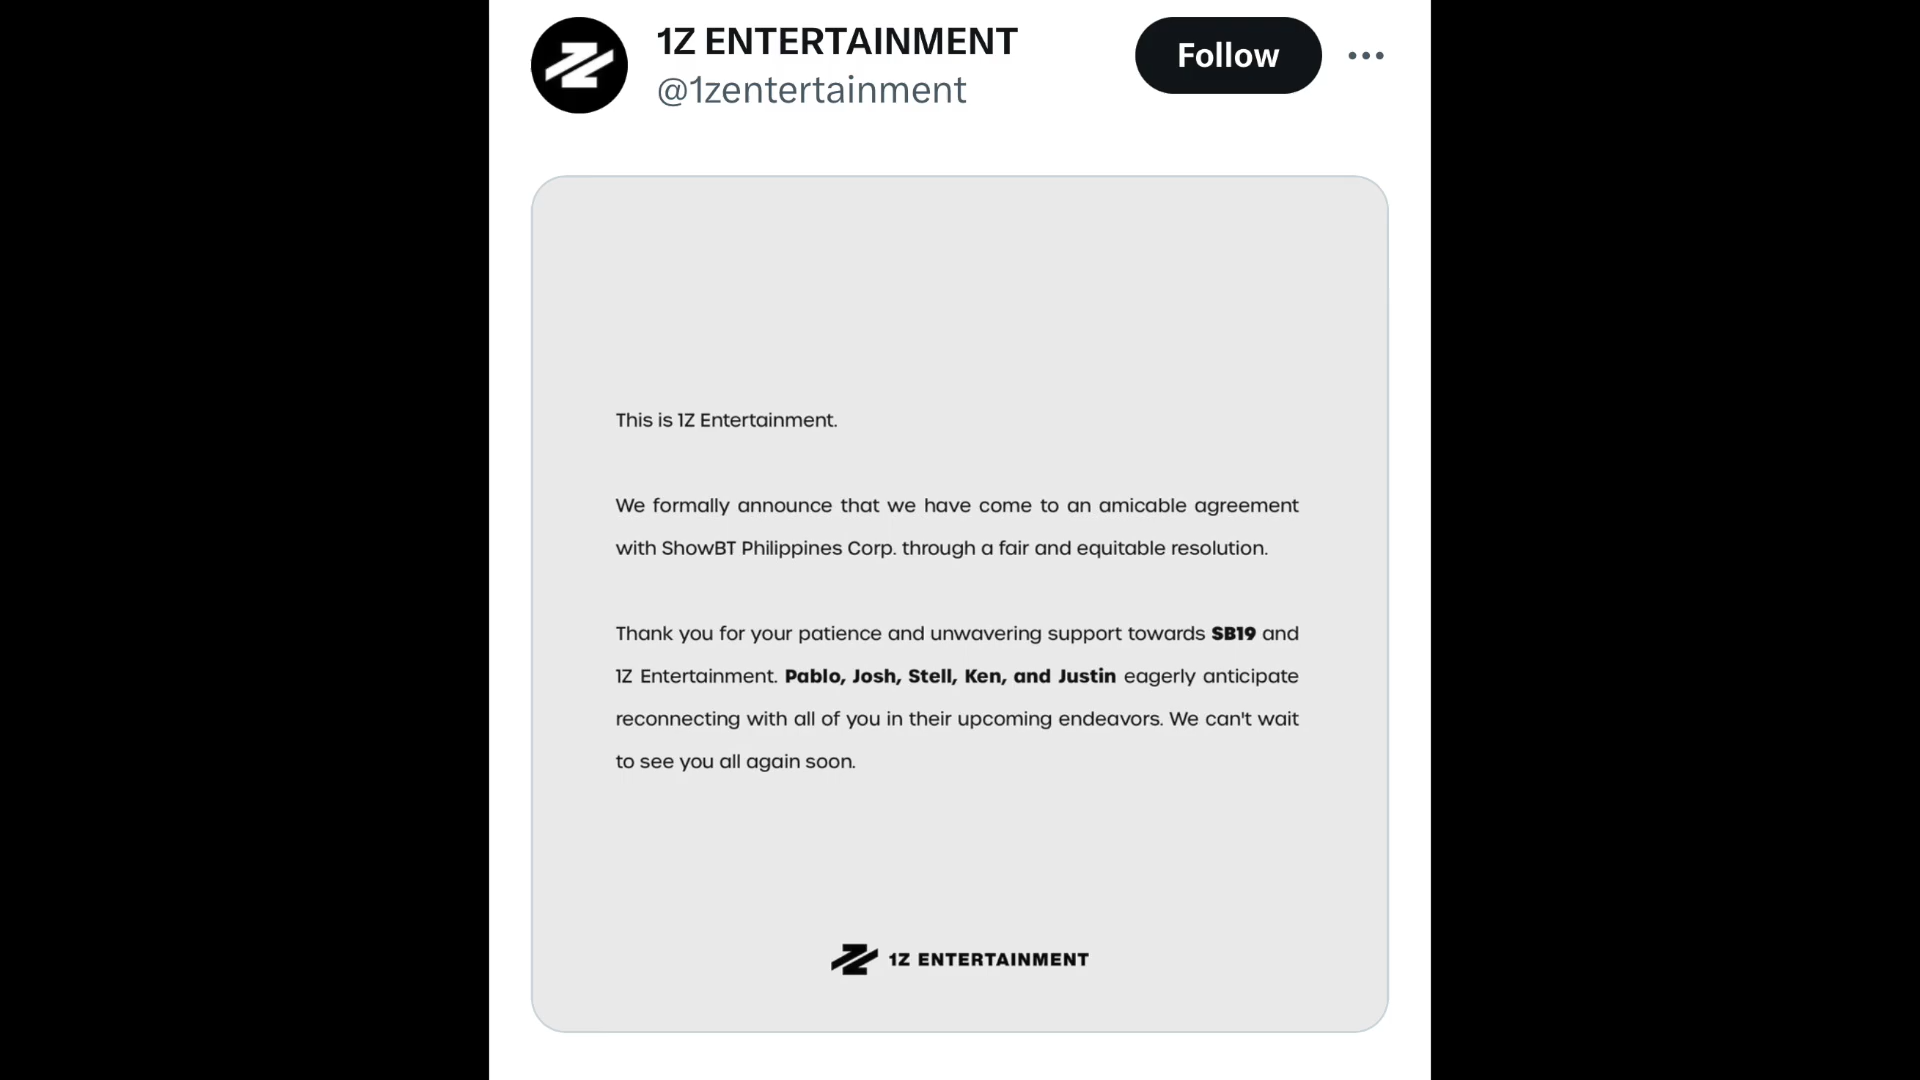 1Z ENTERTAINMENT
@1zentertainment
Follow
This is 1Z Entertainment.
We formally announce that we have come to an amicable agreement
with ShowBT Philippines Corp. through a fair and equitable resolution.
Thank you for your patience and unwavering support towards SB19 and
1Z Entertainment. Pablo, Josh, Stell, Ken, and Justin eagerly anticipate
reconnecting with all of you in their upcoming endeavors. We can't wait
to see you all again soon.
1Z ENTERTAINMENT